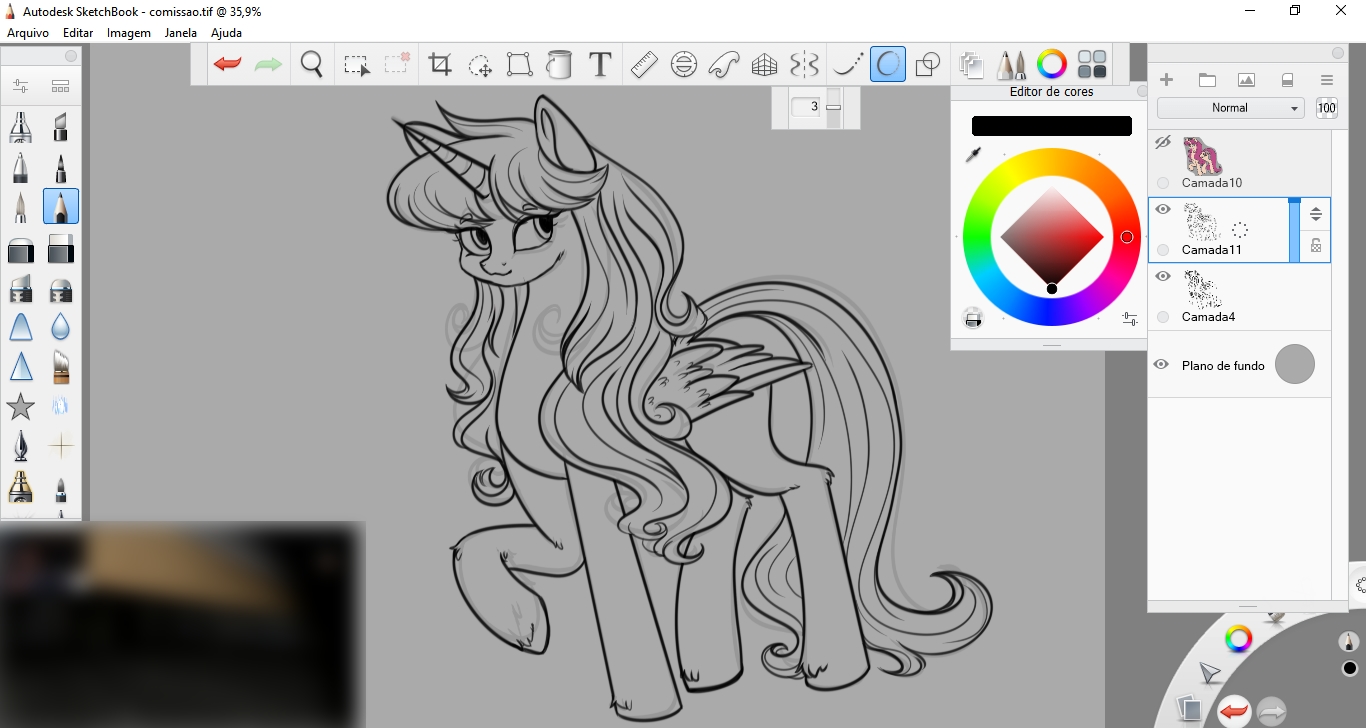 Autodesk SketchBook - comissao.tif @ 35,9%
Arquivo Editar Imagem Janela Ajuda
T
3
Editor de cores
Normal 100
Camada10
Camada11
Camada4
Plano de fundo